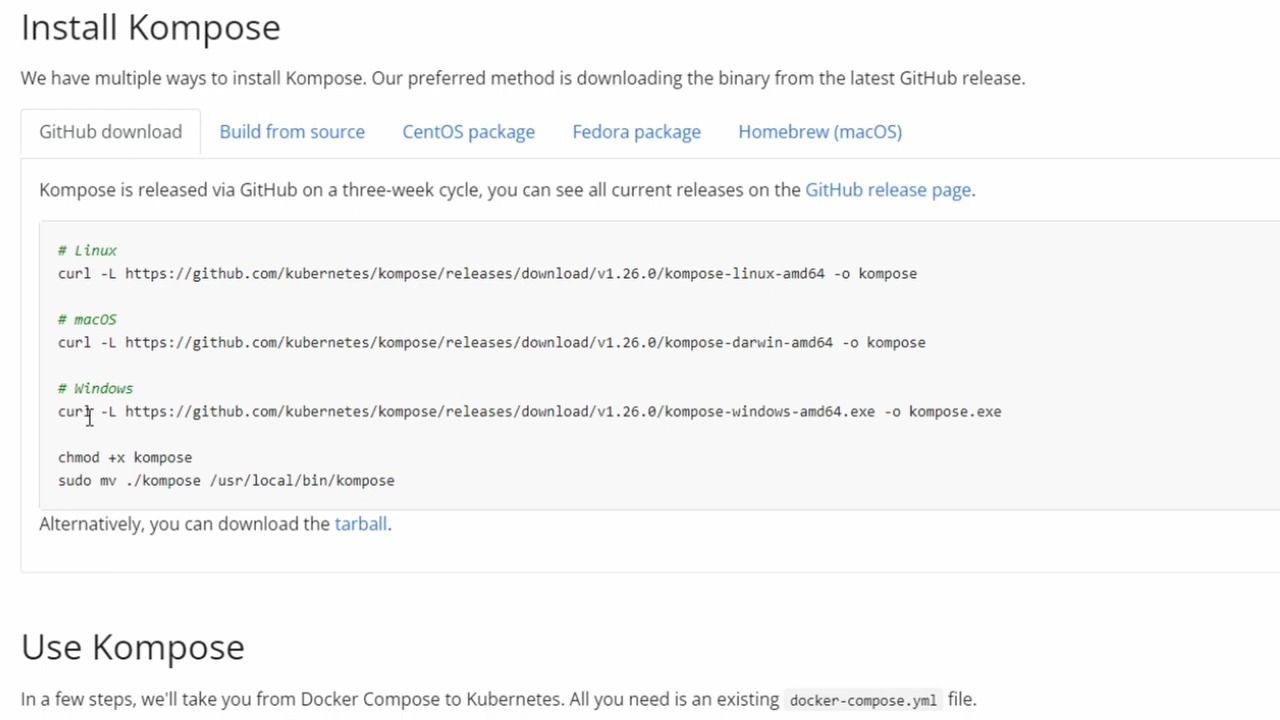 Install Kompose
We have multiple ways to install Kompose. Our preferred method is downloading the binary from the latest GitHub release.
GitHub download Build from source CentOS package Fedora package Homebrew (macOS)
Kompose is released via GitHub on a three-week cycle, you can see all current releases on the GitHub release page.
# Linux
curl -L https://github.com/kubernetes/kompose/releases/download/v1.26.0/kompose-linux-amd64 -o kompose
# macOS
curl -L https://github.com/kubernetes/kompose/releases/download/v1.26.0/kompose-darwin-amd64 -o kompose
# Windows
curl -L https://github.com/kubernetes/kompose/releases/download/v1.26.0/kompose-windows-amd64.exe -o kompose.exe
chmod +x kompose
sudo mv ./kompose /usr/local/bin/kompose
Alternatively, you can download the tarball.
Use Kompose
In a few steps, we'll take you from Docker Compose to Kubernetes. All you need is an existing docker-compose.yml file.